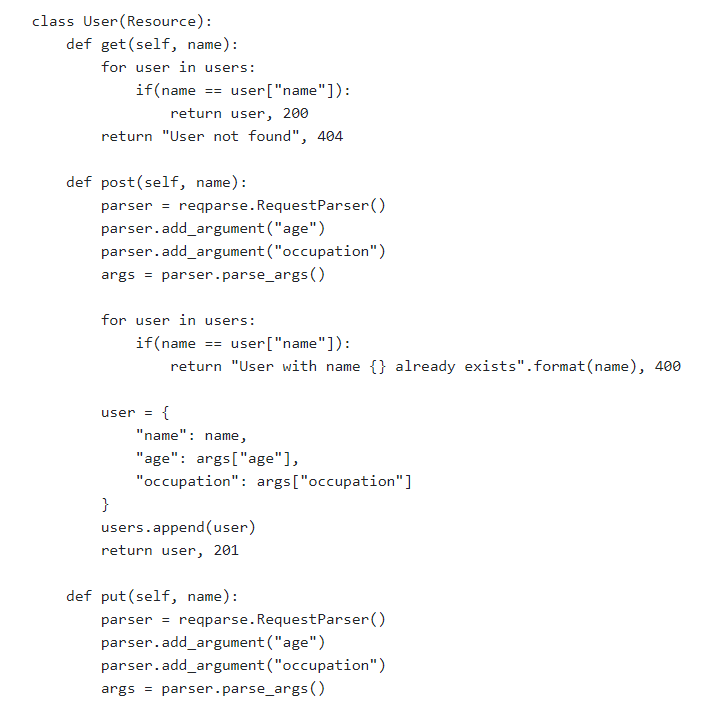 class User(Resource):
    def get(self, name):
        for user in users:
            if(name == user["name"]):
                return user, 200
        return "User not found", 404

    def post(self, name):
        parser = reqparse.RequestParser()
        parser.add_argument("age")
        parser.add_argument("occupation")
        args = parser.parse_args()

        for user in users:
            if(name == user["name"]):
                return "User with name {} already exists".format(name), 400

        user = {
            "name": name,
            "age": args["age"],
            "occupation": args["occupation"]
        }
        users.append(user)
        return user, 201

    def put(self, name):
        parser = reqparse.RequestParser()
        parser.add_argument("age")
        parser.add_argument("occupation")
        args = parser.parse_args()